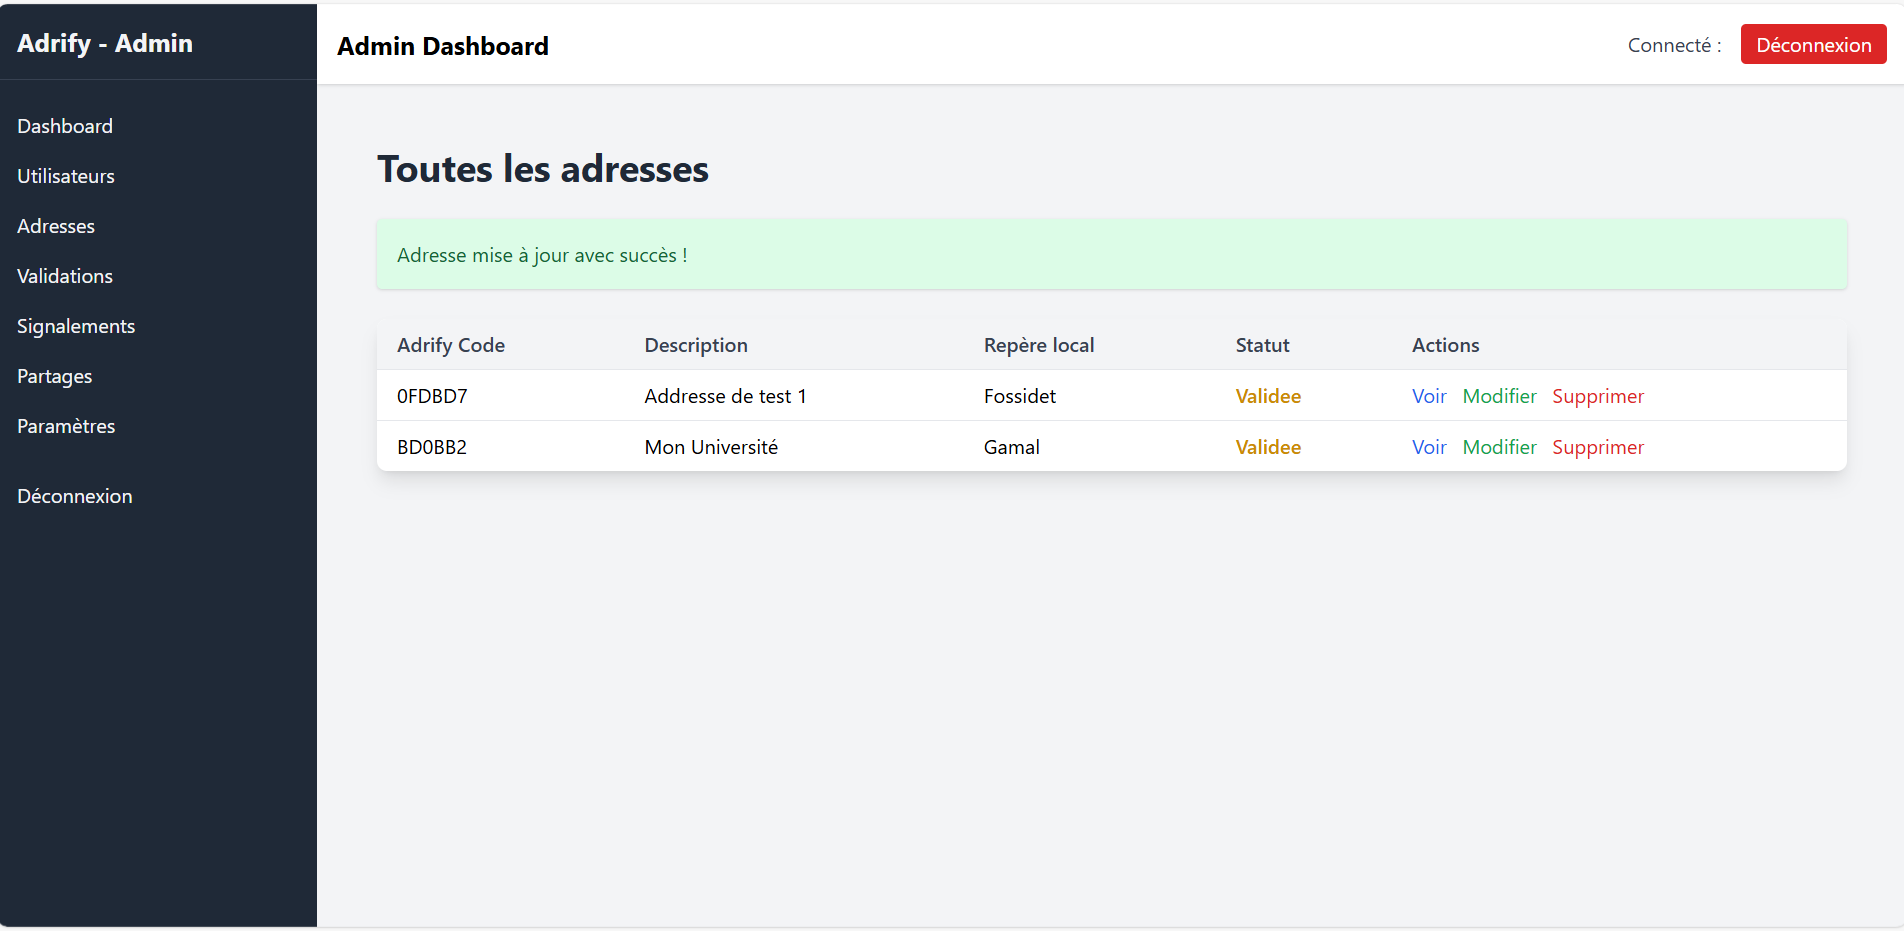 Adrify - Admin
Dashboard
Utilisateurs
Adresses
Validations
Signalements
Partages
Paramètres
Déconnexion
Admin Dashboard
Connecté :
Déconnexion
Toutes les adresses
Adresse mise à jour avec succès !
Adrify Code Description Repère local Statut Actions
0FDBD7 Addresse de test 1 Fossidet Validee Voir Modifier Supprimer
BD0BB2 Mon Université Gamal Validee Voir Modifier Supprimer